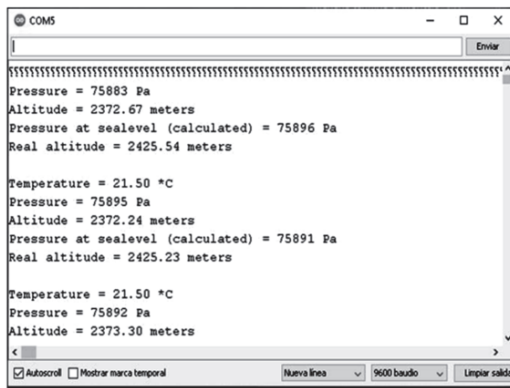 COM5
Enviar
Pressure = 75883 Pa
Altitude = 2372.67 meters
Pressure at sealevel (calculated) = 75896 Pa
Real altitude = 2425.54 meters
Temperature = 21.50 *C
Pressure = 75895 Pa
Altitude = 2372.24 meters
Pressure at sealevel (calculated) = 75891 Pa
Real altitude = 2425.23 meters
Temperature = 21.50 *C
Pressure = 75892 Pa
Altitude = 2373.30 meters
Autoscroll Mostrar marca temporal Nueva línea 9600 baudio Limpiar salida